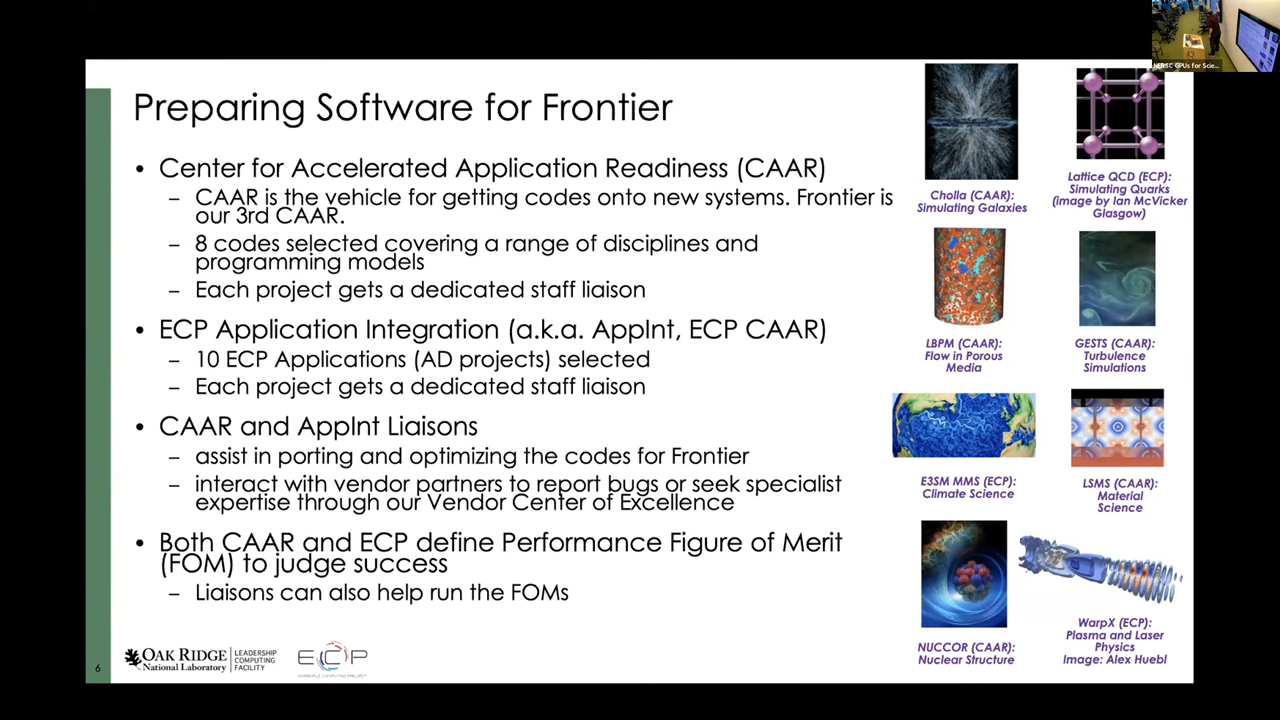 NERSC GPUs for Scie...
Preparing Software for Frontier
• Center for Accelerated Application Readiness (CAAR)
– CAAR is the vehicle for getting codes onto new systems. Frontier is
our 3rd CAAR.
– 8 codes selected covering a range of disciplines and
programming models
– Each project gets a dedicated staff liaison
• ECP Application Integration (a.k.a. AppInt, ECP CAAR)
– 10 ECP Applications (AD projects) selected
– Each project gets a dedicated staff liaison
• CAAR and AppInt Liaisons
– assist in porting and optimizing the codes for Frontier
– interact with vendor partners to report bugs or seek specialist
expertise through our Vendor Center of Excellence
• Both CAAR and ECP define Performance Figure of Merit
(FOM) to judge success
– Liaisons can also help run the FOMs
Cholla (CAAR):
Simulating Galaxies
Lattice QCD (ECP):
Simulating Quarks
(image by Ian McVicker
Glasgow)
LBPM (CAAR):
Flow in Porous
Media
GESTS (CAAR):
Turbulence
Simulations
E3SM MMS (ECP):
Climate Science
LSMS (CAAR):
Material
Science
NUCCOR (CAAR):
Nuclear Structure
WarpX (ECP):
Plasma and Laser
Physics
Image: Alex Huebl
6
OAK RIDGE
National Laboratory
LEADERSHIP
COMPUTING
FACILITY
ECP
EXASCALE COMPUTING PROJECT